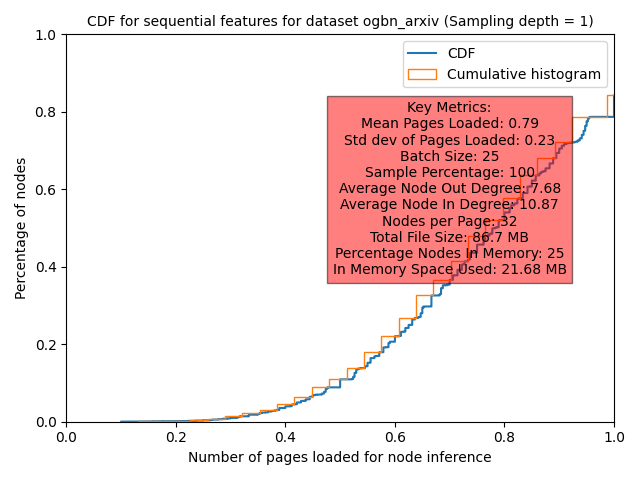 CDF for sequential features for dataset ogbn_arxiv (Sampling depth = 1)
CDF
Cumulative histogram
Key Metrics:
Mean Pages Loaded: 0.79
Std dev of Pages Loaded: 0.23
Batch Size: 25
Sample Percentage: 100
Average Node Out Degree: 7.68
Average Node In Degree: 10.87
Nodes per Page: 32
Total File Size: 86.7 MB
Percentage Nodes In Memory: 25
In Memory Space Used: 21.68 MB
Percentage of nodes
1.0
0.8
0.6
0.4
0.2
0.0
0.0 0.2 0.4 0.6 0.8 1.0
Number of pages loaded for node inference